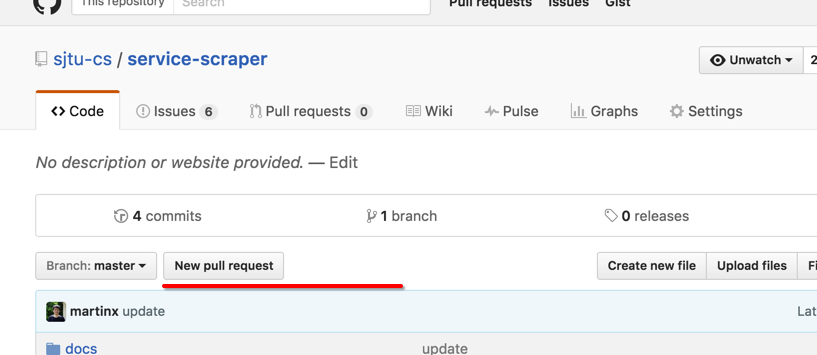 This repository Search Pull requests Issues Gist
sjtu-cs / service-scraper
Unwatch 2
Code Issues 6 Pull requests 0 Wiki Pulse Graphs Settings
No description or website provided. — Edit
4 commits 1 branch 0 releases
Branch: master New pull request Create new file Upload files Fi
martinx update Lat
docs update